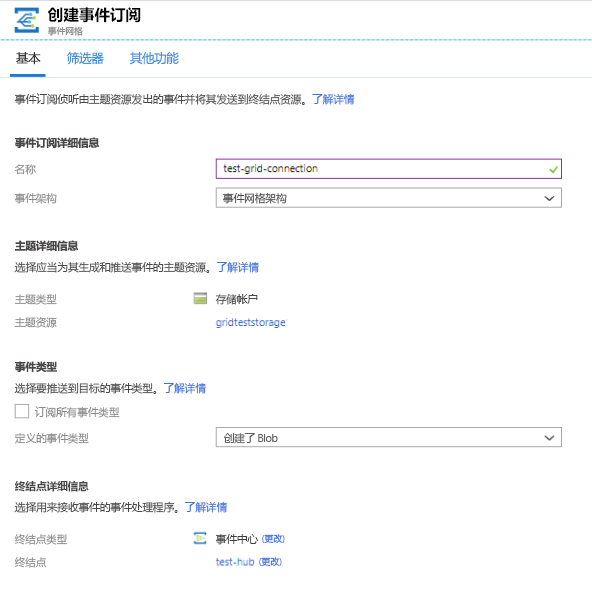 创建事件订阅
事件网格
基本 筛选器 其他功能
事件订阅侦听由主题资源发出的事件并将其发送到终结点资源。了解详情
事件订阅详细信息
名称 test-grid-connection
事件架构 事件网格架构
主题详细信息
选择应当为其生成和推送事件的主题资源。了解详情
主题类型 存储帐户
主题资源 gridteststorage
事件类型
选择要推送到目标的事件类型。了解详情
订阅所有事件类型
定义的事件类型 创建了 Blob
终结点详细信息
选择用来接收事件的事件处理程序。了解详情
终结点类型 事件中心 (更改)
终结点 test-hub (更改)